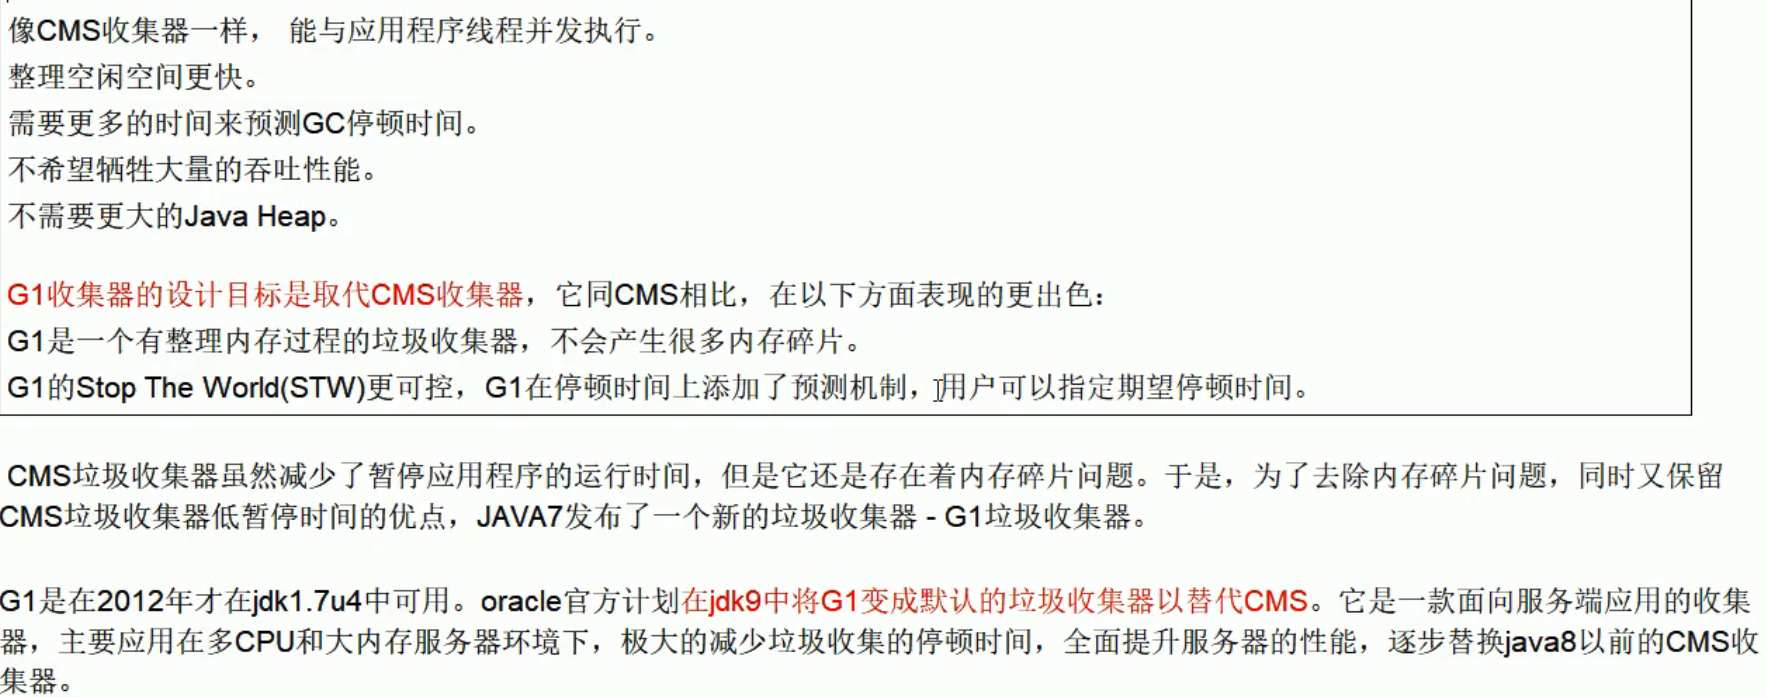 像CMS收集器一样， 能与应用程序线程并发执行。
整理空闲空间更快。
需要更多的时间来预测GC停顿时间。
不希望牺牲大量的吞吐性能。
不需要更大的Java Heap。
G1收集器的设计目标是取代CMS收集器，它同CMS相比，在以下方面表现的更出色：
G1是一个有整理内存过程的垃圾收集器，不会产生很多内存碎片。
G1的Stop The World(STW)更可控，G1在停顿时间上添加了预测机制，用户可以指定期望停顿时间。
CMS垃圾收集器虽然减少了暂停应用程序的运行时间，但是它还是存在着内存碎片问题。于是，为了去除内存碎片问题，同时又保留
CMS垃圾收集器低暂停时间的优点，JAVA7发布了一个新的垃圾收集器 - G1垃圾收集器。
G1是在2012年才在jdk1.7u4中可用。oracle官方计划在jdk9中将G1变成默认的垃圾收集器以替代CMS。它是一款面向服务端应用的收集
器，主要应用在多CPU和大内存服务器环境下，极大的减少垃圾收集的停顿时间，全面提升服务器的性能，逐步替换java8以前的CMS收
集器。